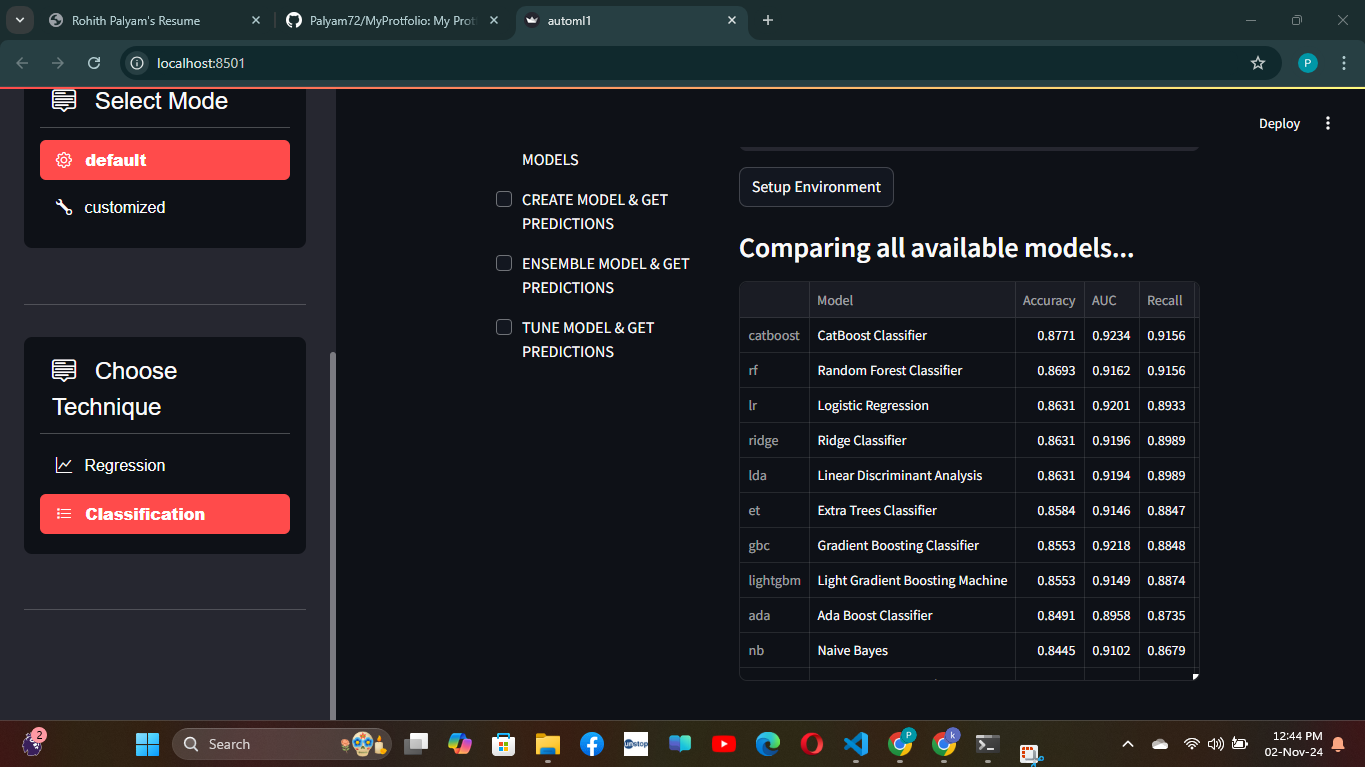 Rohith Palyam's Resume
Palyam72/MyProtfolio: My Prot
automl1
localhost:8501
P
Select Mode
default
customized
Choose
Technique
Regression
Classification
Deploy
MODELS
CREATE MODEL & GET
PREDICTIONS
ENSEMBLE MODEL & GET
PREDICTIONS
TUNE MODEL & GET
PREDICTIONS
Setup Environment
Comparing all available models...
Model Accuracy AUC Recall
catboost CatBoost Classifier 0.8771 0.9234 0.9156
rf Random Forest Classifier 0.8693 0.9162 0.9156
lr Logistic Regression 0.8631 0.9201 0.8933
ridge Ridge Classifier 0.8631 0.9196 0.8989
lda Linear Discriminant Analysis 0.8631 0.9194 0.8989
et Extra Trees Classifier 0.8584 0.9146 0.8847
gbc Gradient Boosting Classifier 0.8553 0.9218 0.8848
lightgbm Light Gradient Boosting Machine 0.8553 0.9149 0.8874
ada Ada Boost Classifier 0.8491 0.8958 0.8735
nb Naive Bayes 0.8445 0.9102 0.8679
2
Search
unstop
P
k
12:44 PM
02-Nov-24